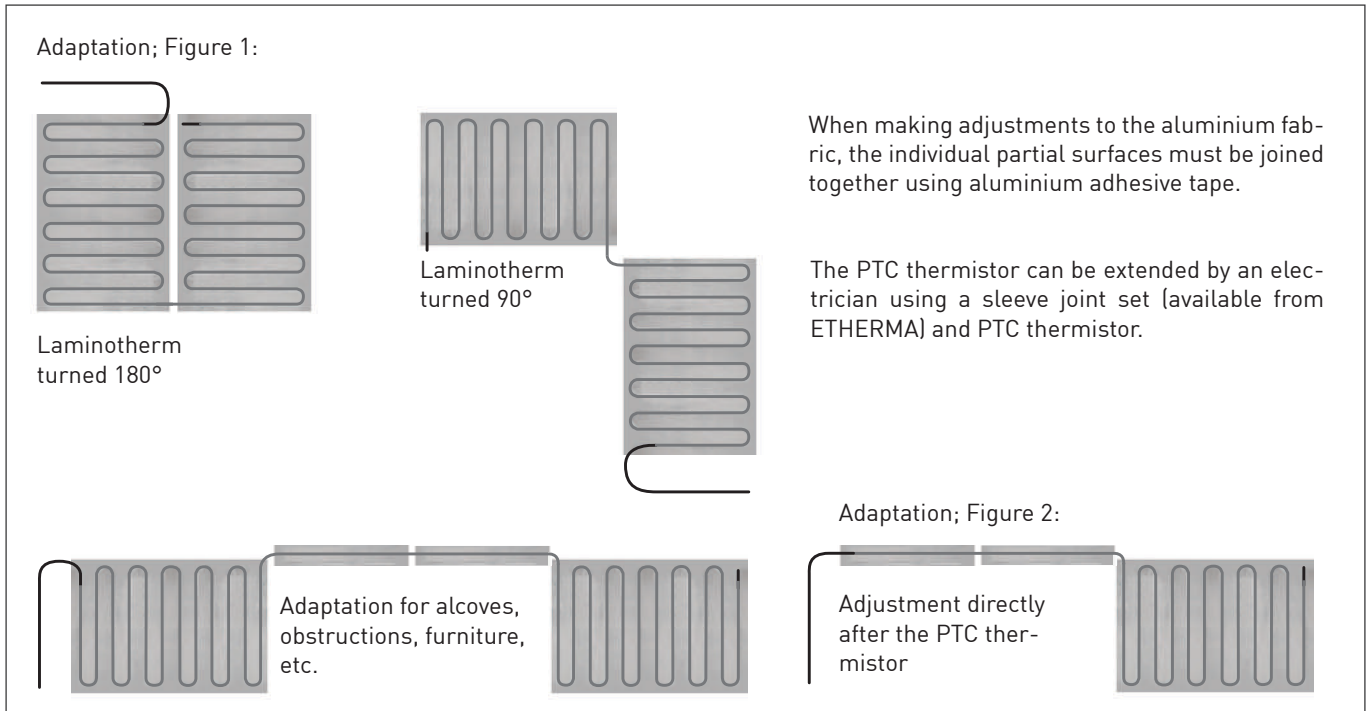 Adaptation; Figure 1:
Laminotherm
turned 180°
Laminotherm
turned 90°
When making adjustments to the aluminium fab-
ric, the individual partial surfaces must be joined
together using aluminium adhesive tape.
The PTC thermistor can be extended by an elec-
trician using a sleeve joint set (available from
ETHERMA) and PTC thermistor.
Adaptation for alcoves,
obstructions, furniture,
etc.
Adaptation; Figure 2:
Adjustment directly
after the PTC ther-
mistor